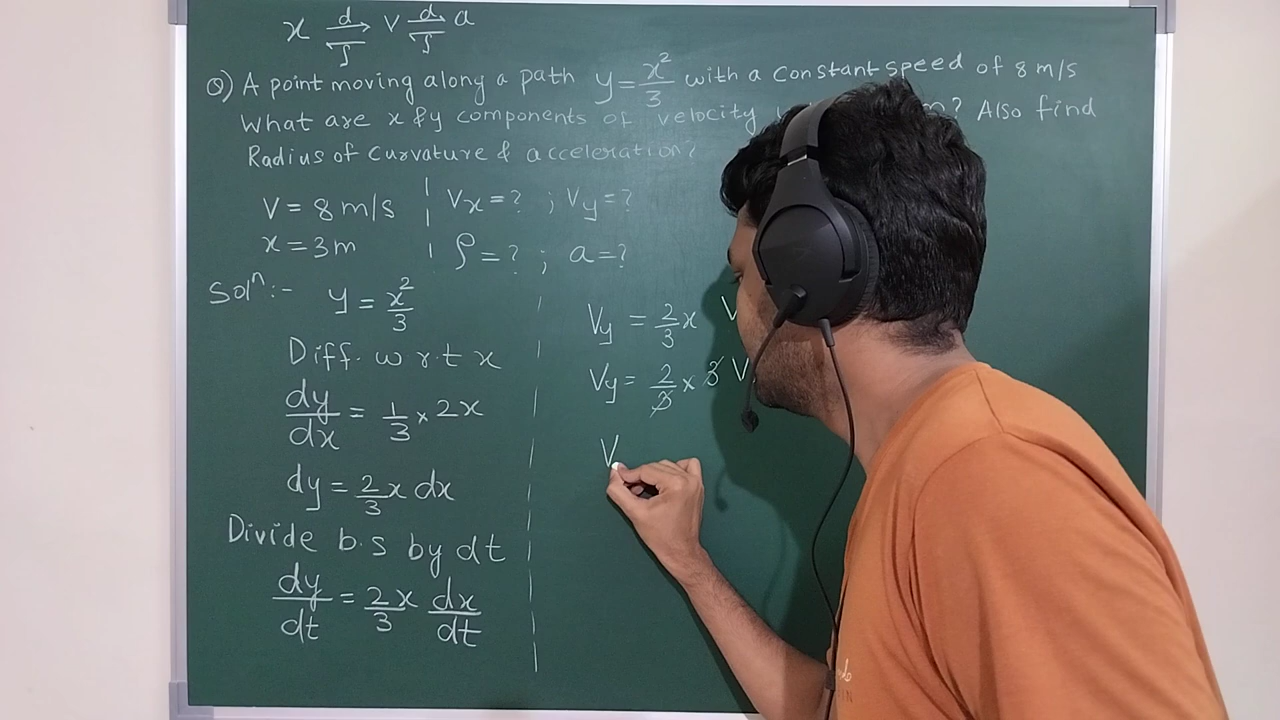 x d/∫ v d/∫ a
Q) A point moving along a path y = x²/3 with a constant speed of 8 m/s
What are x & y components of velocity m? Also find
Radius of Curvature & acceleration?
V = 8 m/s | Vx = ? ; Vy = ?
x = 3m | ρ = ? ; a = ?
Solⁿ :- y = x²/3
Diff. w r.t x
dy/dx = 1/3 × 2x
dy = 2/3 x dx
Divide b.s by dt
dy/dt = 2/3 x dx/dt
Vy = 2/3 x V
Vy = 2/3 × 3 V
V